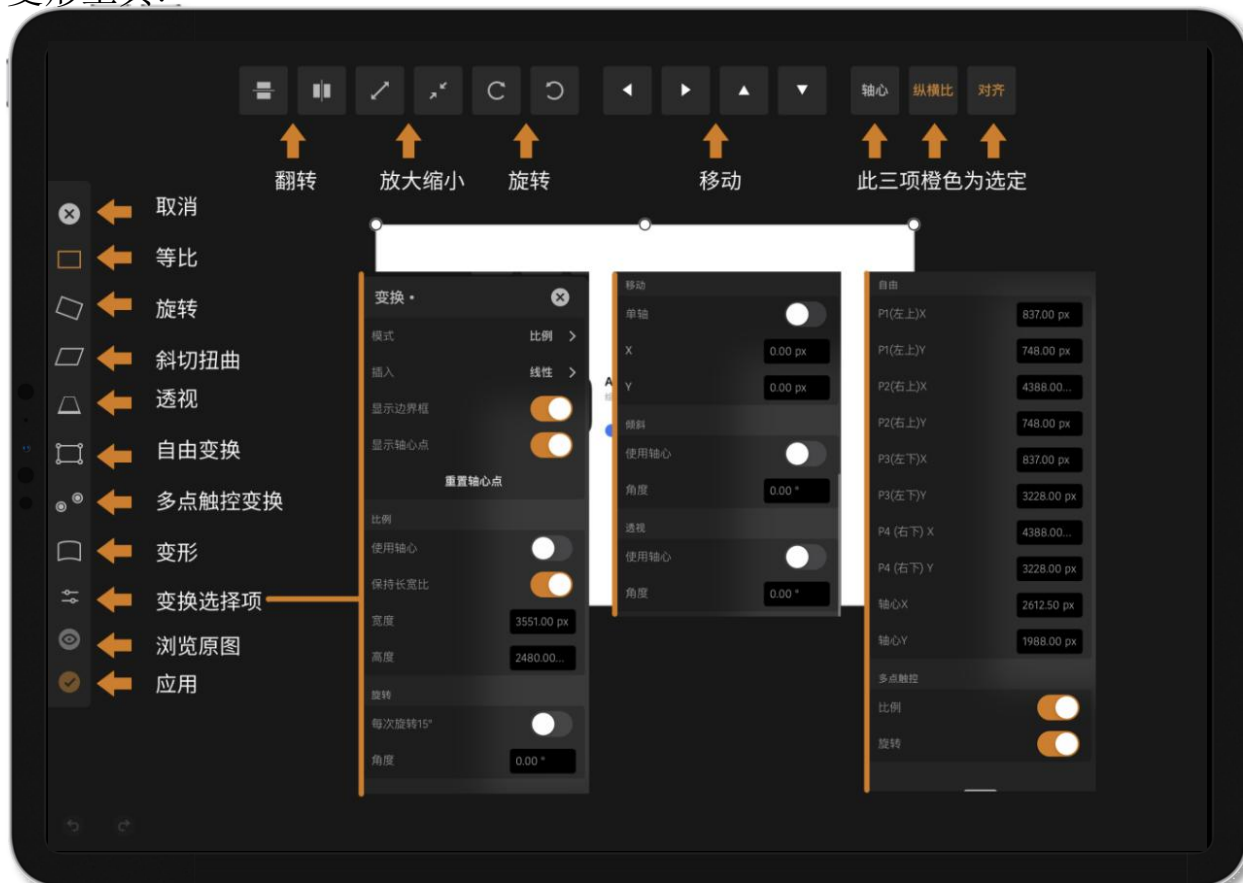 变形工具:
轴心 纵横比 对齐
翻转 放大缩小 旋转 移动 此三项橙色为选定
取消
等比
旋转
斜切扭曲
透视
自由变换
多点触控变换
变形
变换选择项
浏览原图
应用
变换 •
模式 比例 >
插入 线性 >
显示边界框
显示轴心点
重置轴心点
比例
使用轴心
保持长宽比
宽度 3551.00 px
高度 2480.00...
旋转
每次旋转15°
角度 0.00 °
移动
单轴
X 0.00 px
Y 0.00 px
倾斜
使用轴心
角度 0.00 °
透视
使用轴心
角度 0.00 °
自由
P1(左上)X 837.00 px
P1(左上)Y 748.00 px
P2(右上)X 4388.00...
P2(右上)Y 748.00 px
P3(左下)X 837.00 px
P3(左下)Y 3228.00 px
P4 (右下) X 4388.00...
P4 (右下) Y 3228.00 px
轴心X 2612.50 px
轴心Y 1988.00 px
多点触控
比例
旋转